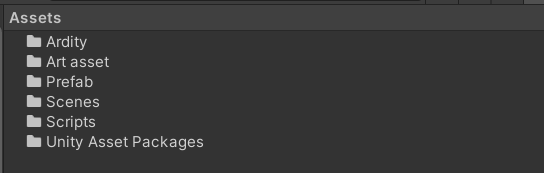 Assets
Ardity
Art asset
Prefab
Scenes
Scripts
Unity Asset Packages